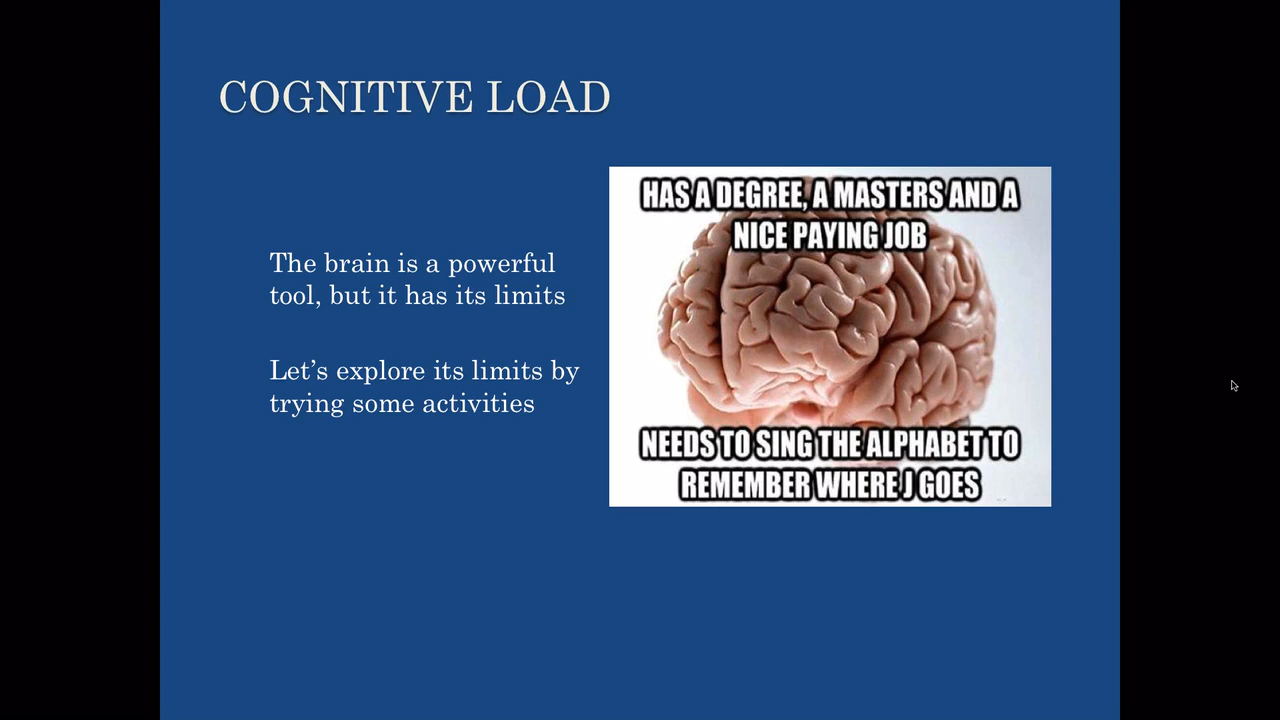 COGNITIVE LOAD
The brain is a powerful
tool, but it has its limits
Let’s explore its limits by
trying some activities
HAS A DEGREE, A MASTERS AND A
NICE PAYING JOB
NEEDS TO SING THE ALPHABET TO
REMEMBER WHERE J GOES